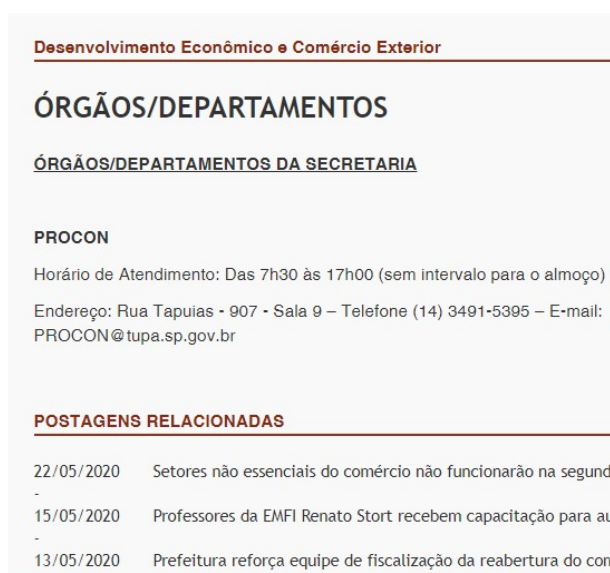 Desenvolvimento Econômico e Comércio Exterior
ÓRGÃOS/DEPARTAMENTOS
ÓRGÃOS/DEPARTAMENTOS DA SECRETARIA
PROCON
Horário de Atendimento: Das 7h30 às 17h00 (sem intervalo para o almoço)
Endereço: Rua Tapuias - 907 - Sala 9 – Telefone (14) 3491-5395 – E-mail:
PROCON@tupa.sp.gov.br
POSTAGENS RELACIONADAS
22/05/2020 Setores não essenciais do comércio não funcionarão na
-
15/05/2020 Professores da EMFI Renato Stort recebem capacitação para
-
13/05/2020 Prefeitura reforça equipe de fiscalização da reabertura do